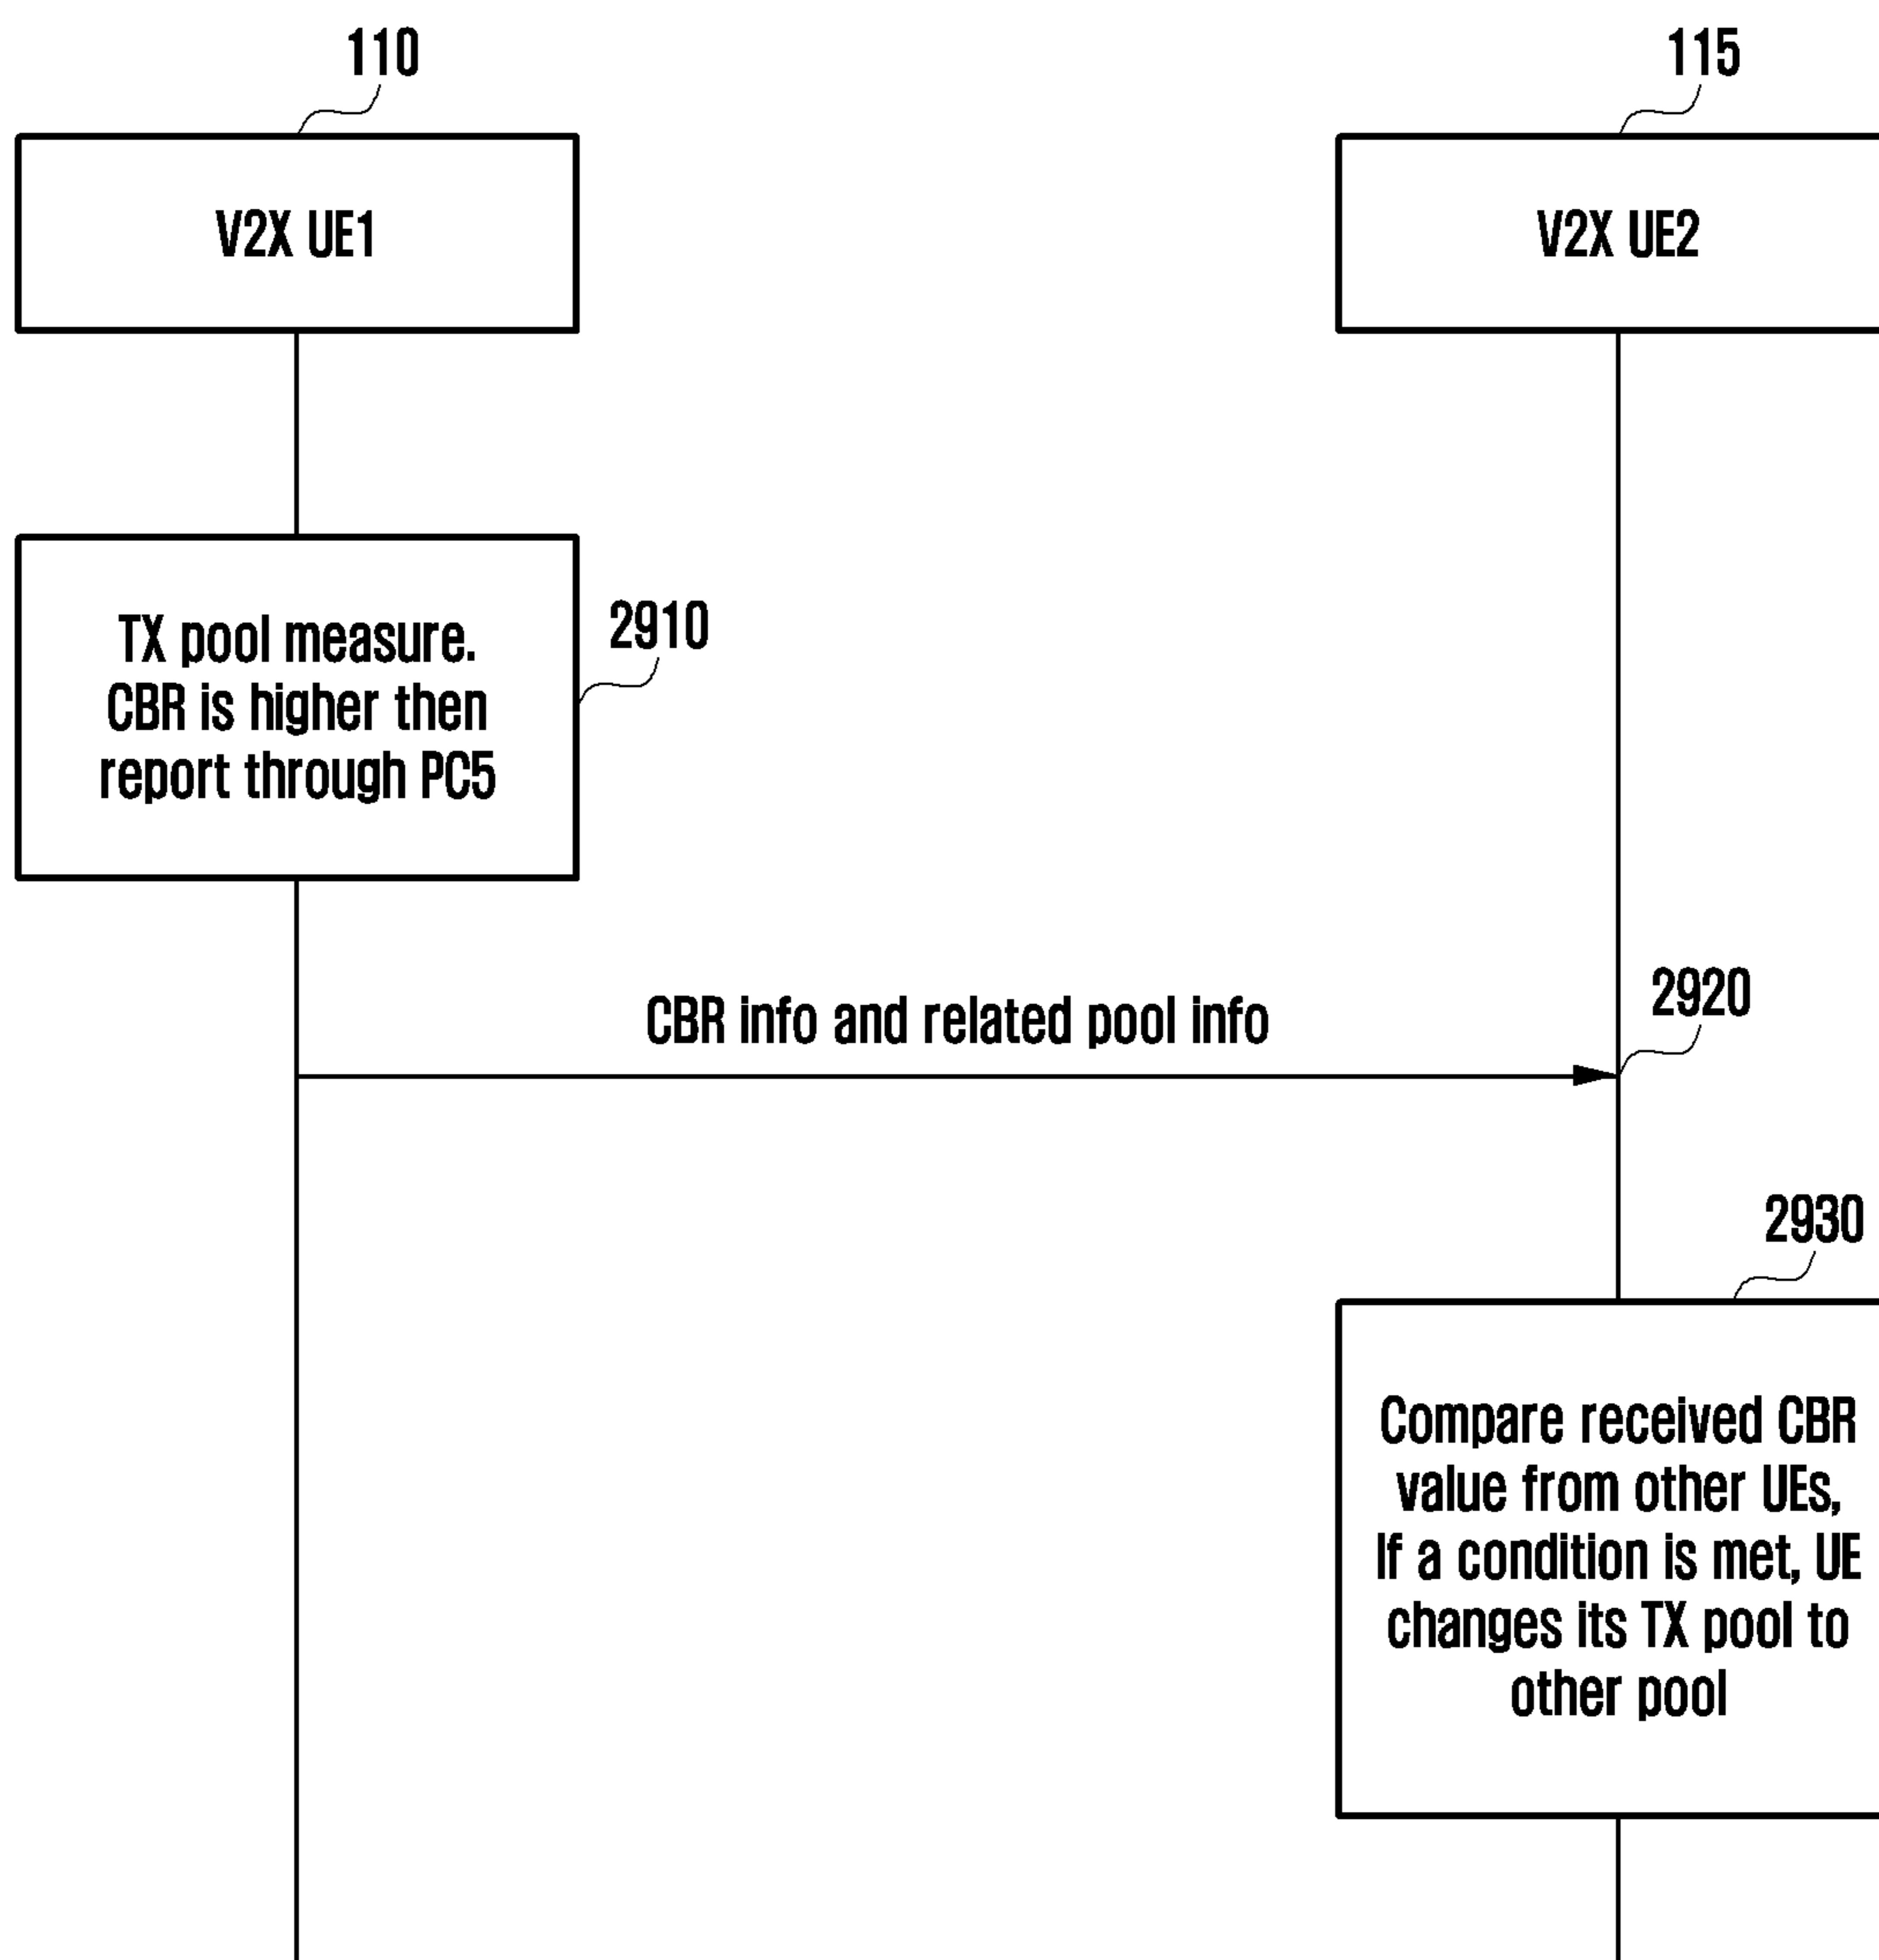 110
115
V2X UE1
V2X UE2
TX pool measure.
CBR is higher then
report through PC5
2910
CBR info and related pool info
2920
2930
Compare received CBR
value from other UEs,
If a condition is met, UE
changes its TX pool to
other pool